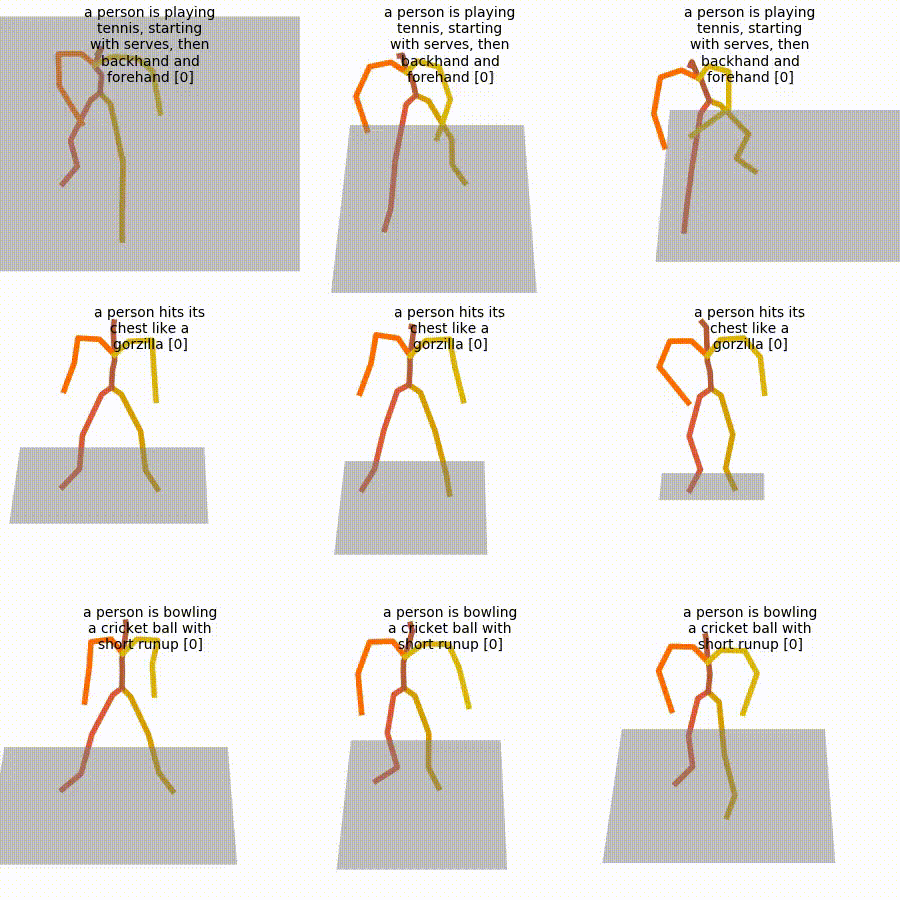 a person is playing
tennis, starting
with serves, then
backhand and
forehand [0]
a person is playing
tennis, starting
with serves, then
backhand and
forehand [0]
a person is playing
tennis, starting
with serves, then
backhand and
forehand [0]
a person hits its
chest like a
gorzilla [0]
a person hits its
chest like a
gorzilla [0]
a person hits its
chest like a
gorzilla [0]
a person is bowling
a cricket ball with
short runup [0]
a person is bowling
a cricket ball with
short runup [0]
a person is bowling
a cricket ball with
short runup [0]